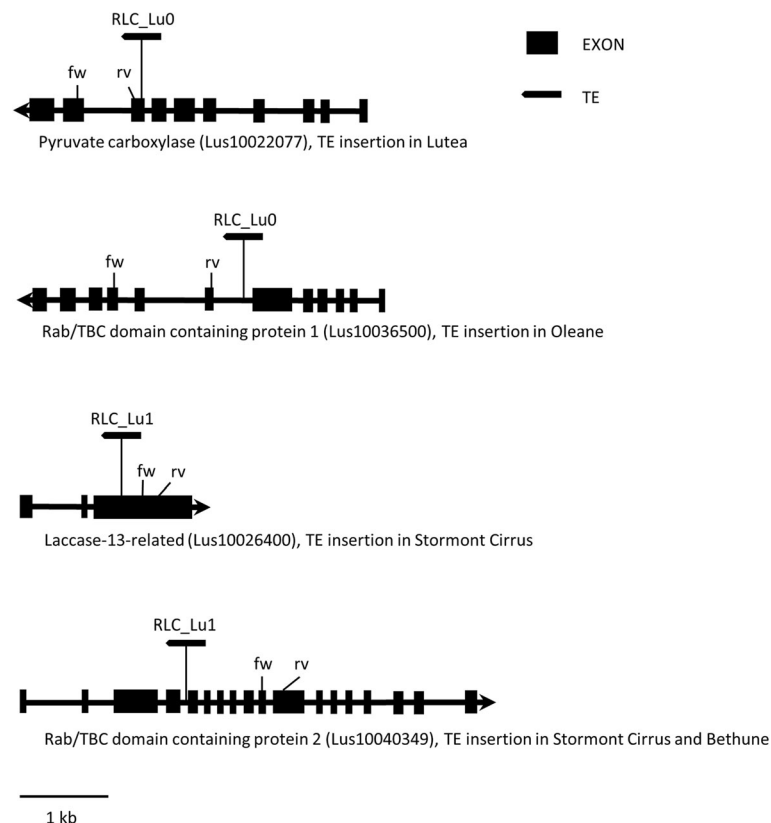 RLC_Lu0
fw
rv
EXON
TE
Pyruvate carboxylase (Lus10022077), TE insertion in Lutea
RLC_Lu0
fw
rv
Rab/TBC domain containing protein 1 (Lus10036500), TE insertion in Oleane
RLC_Lu1
fw
rv
Laccase-13-related (Lus10026400), TE insertion in Stormont Cirrus
RLC_Lu1
fw
rv
Rab/TBC domain containing protein 2 (Lus10040349), TE insertion in Stormont Cirrus and Bethune
1 kb